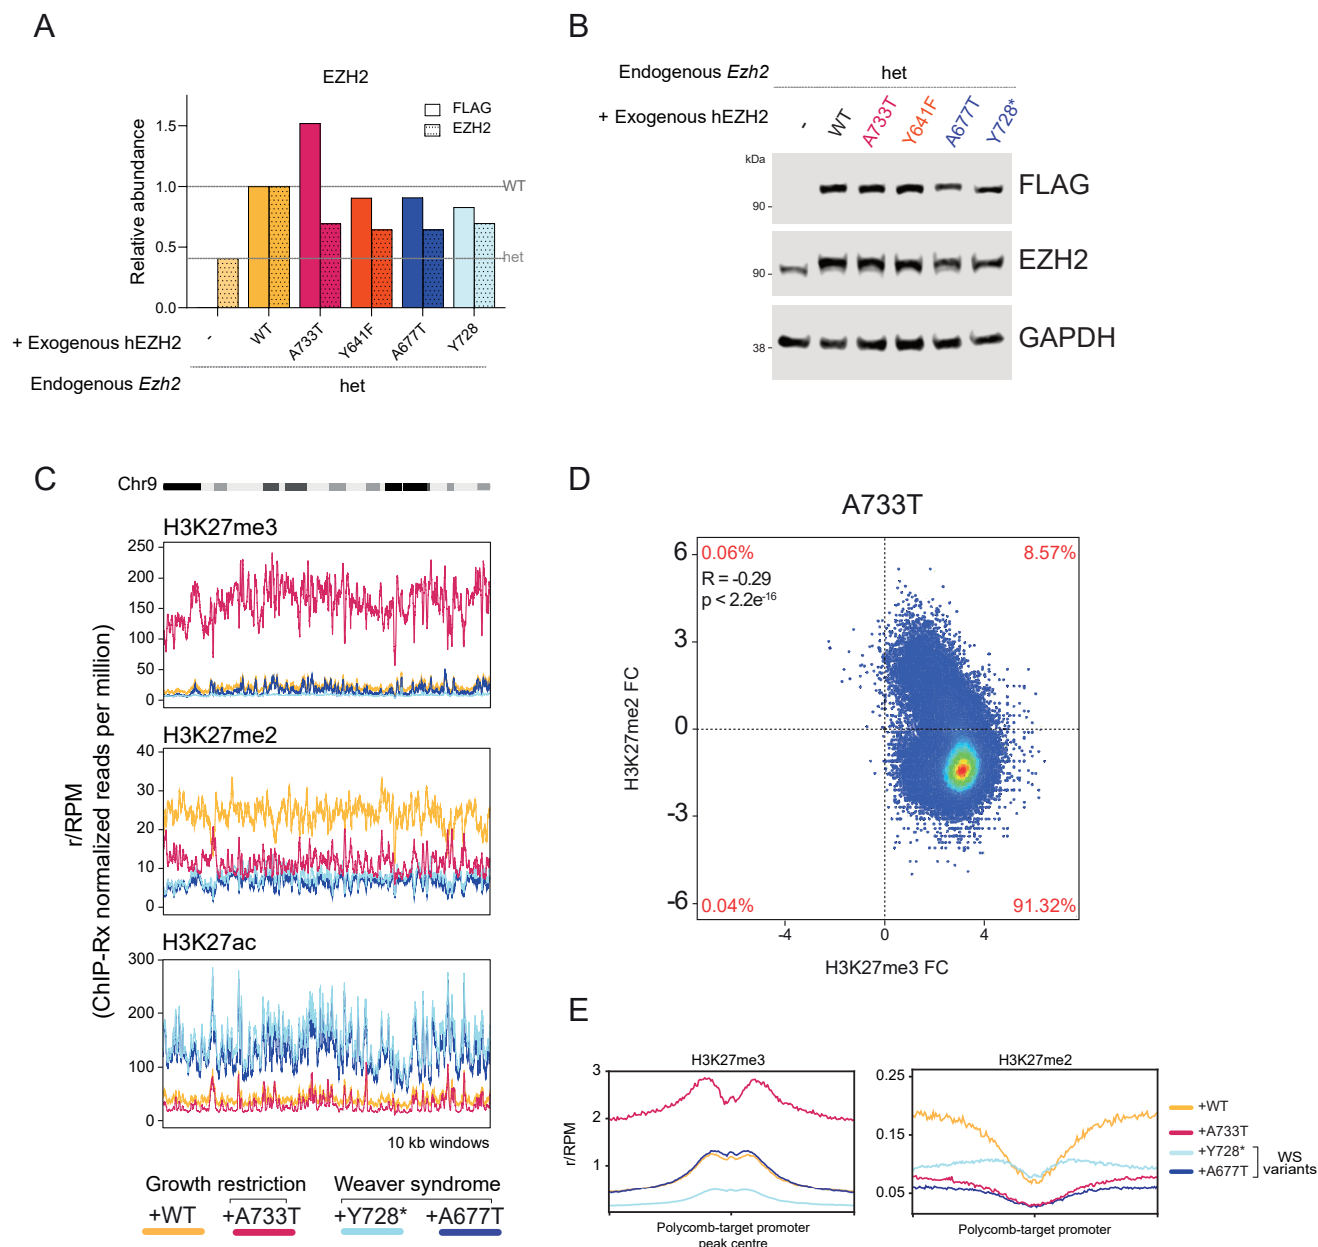 A
EZH2
FLAG
EZH2
Relative abundance
1.5
1.0
0.5
0.0
WT
het
+ Exogenous hEZH2
-
WT
A733T
Y641F
A677T
Y728
Endogenous Ezh2
het
B
Endogenous Ezh2
het
+ Exogenous hEZH2
-
WT
A733T
Y641F
A677T
Y728*
kDa
90
FLAG
90
EZH2
38
GAPDH
C
Chr9
r/RPM
(ChIP-Rx normalized reads per million)
H3K27me3
250
200
150
100
50
0
H3K27me2
40
30
20
10
0
H3K27ac
300
200
100
0
10 kb windows
Growth restriction
Weaver syndrome
+WT
+A733T
+Y728*
+A677T
D
A733T
H3K27me2 FC
6
3
0
-3
-6
0.06%
8.57%
R = -0.29
p < 2.2e-16
0.04%
91.32%
-4
0
4
H3K27me3 FC
E
H3K27me3
r/RPM
3
2
1
Polycomb-target promoter
peak centre
H3K27me2
0.25
0.15
0.05
Polycomb-target promoter
+WT
+A733T
+Y728*
+A677T
WS
variants